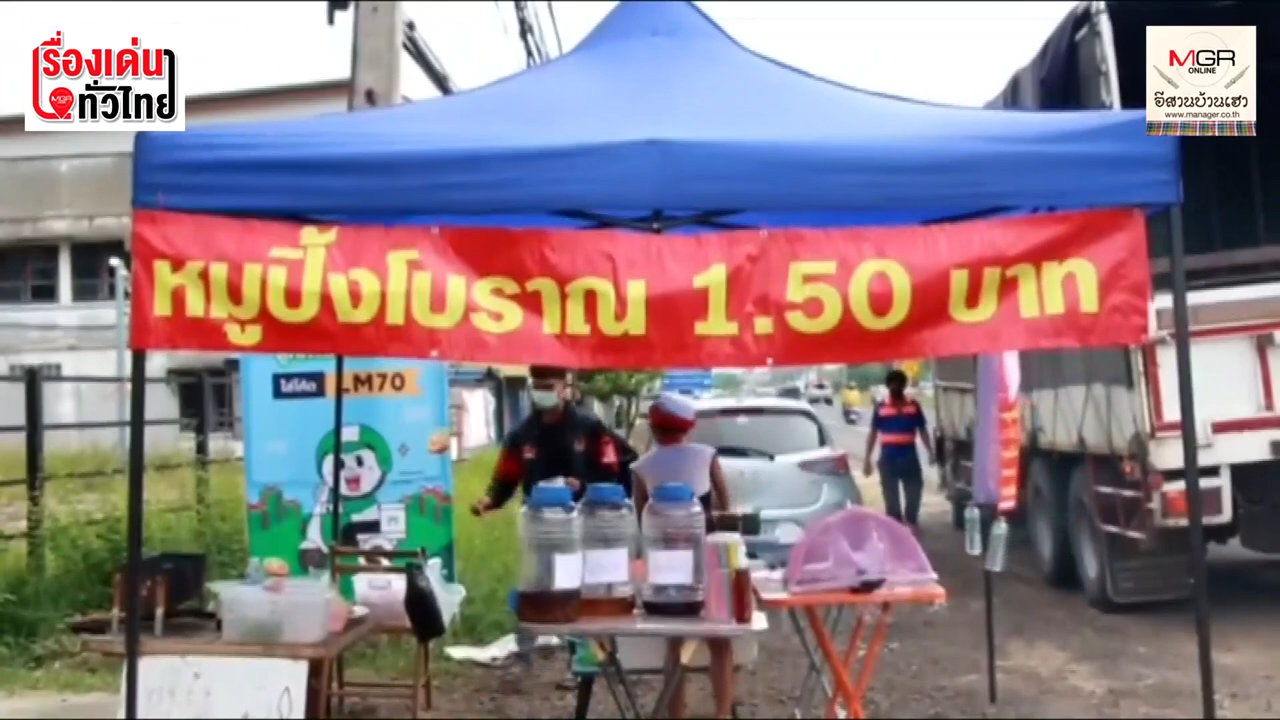 เรื่องเด่น
MGR
ทั่วไทย
MGR
ONLINE
อีสานบ้านเฮา
www.manager.co.th
หมูปิ้งโบราณ 1.50 บาท
ใส่โค้ด LM70